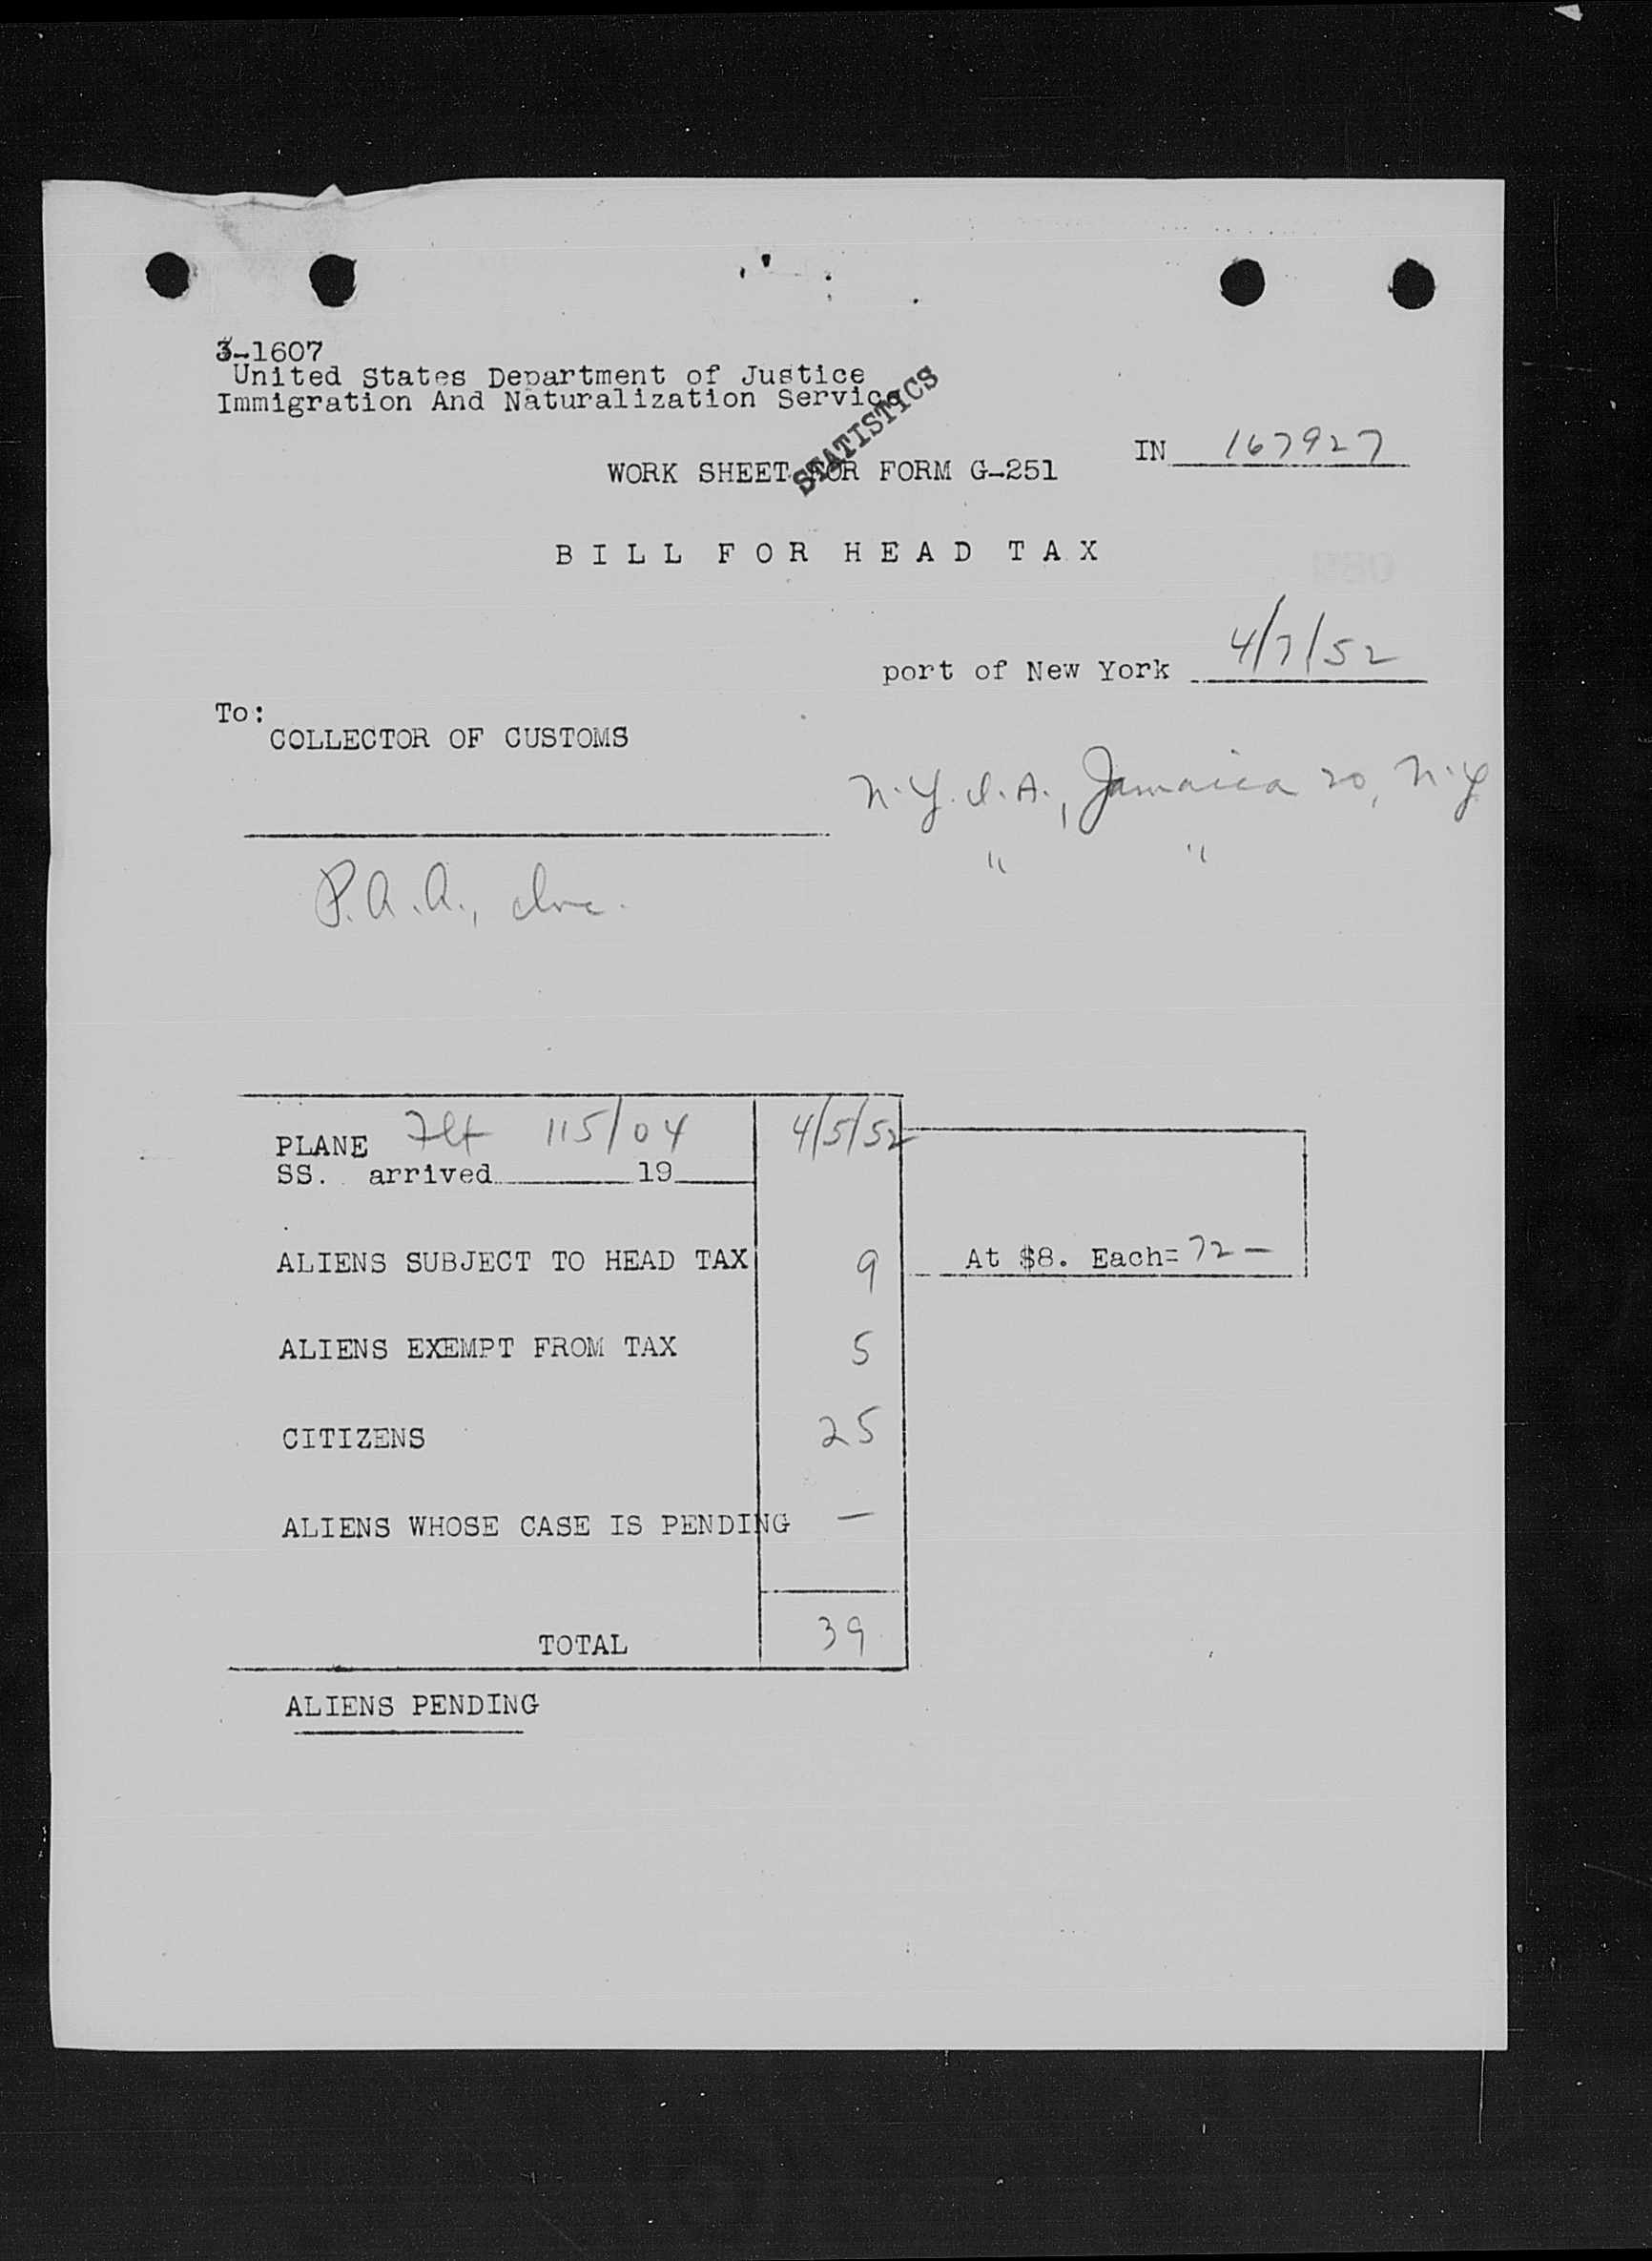 3-1607
United States Department of Justice
Immigration And Naturalization Service
STATISTICS
IN 167927
WORK SHEET FOR FORM G-251
BILL FOR HEAD TAX
port of New York 4/7/52
To:
COLLECTOR OF CUSTOMS
N.Y.I.A., Jamaica 20, N.Y
" "
P.A.A., Inc.
PLANE Flt 115/04 4/5/52
SS. arrived 19
ALIENS SUBJECT TO HEAD TAX 9 At $8. Each= 72 —
ALIENS EXEMPT FROM TAX 5
CITIZENS 25
ALIENS WHOSE CASE IS PENDING —
TOTAL 39
ALIENS PENDING